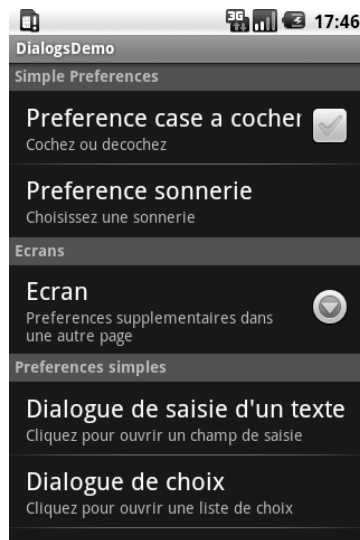 3G 17:46
DialogsDemo
Simple Preferences
Preference case a cocher
Cochez ou decochez
Preference sonnerie
Choisissez une sonnerie
Ecrans
Ecran
Preferences supplementaires dans
une autre page
Preferences simples
Dialogue de saisie d'un texte
Cliquez pour ouvrir un champ de saisie
Dialogue de choix
Cliquez pour ouvrir une liste de choix